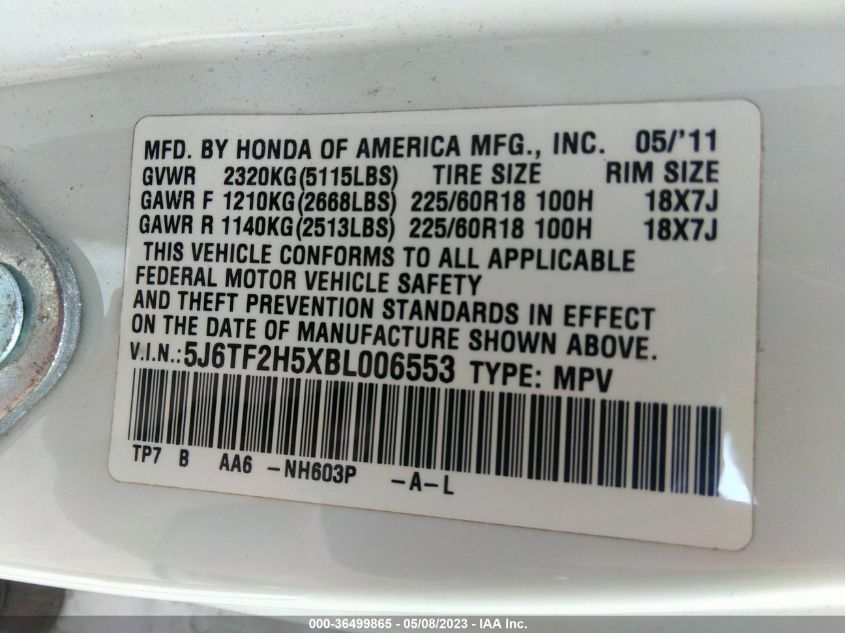 MFD. BY HONDA OF AMERICA MFG., INC. 05/'11
GVWR 2320KG(5115LBS) TIRE SIZE RIM SIZE
GAWR F 1210KG(2668LBS) 225/60R18 100H 18X7J
GAWR R 1140KG(2513LBS) 225/60R18 100H 18X7J
THIS VEHICLE CONFORMS TO ALL APPLICABLE
FEDERAL MOTOR VEHICLE SAFETY
AND THEFT PREVENTION STANDARDS IN EFFECT
ON THE DATE OF MANUFACTURE SHOWN ABOVE.
V.I.N.:5J6TF2H5XBL006553 TYPE: MPV
TP7 B AA6 -NH603P -A-L
000-36499865 - 05/08/2023 - IAA Inc.